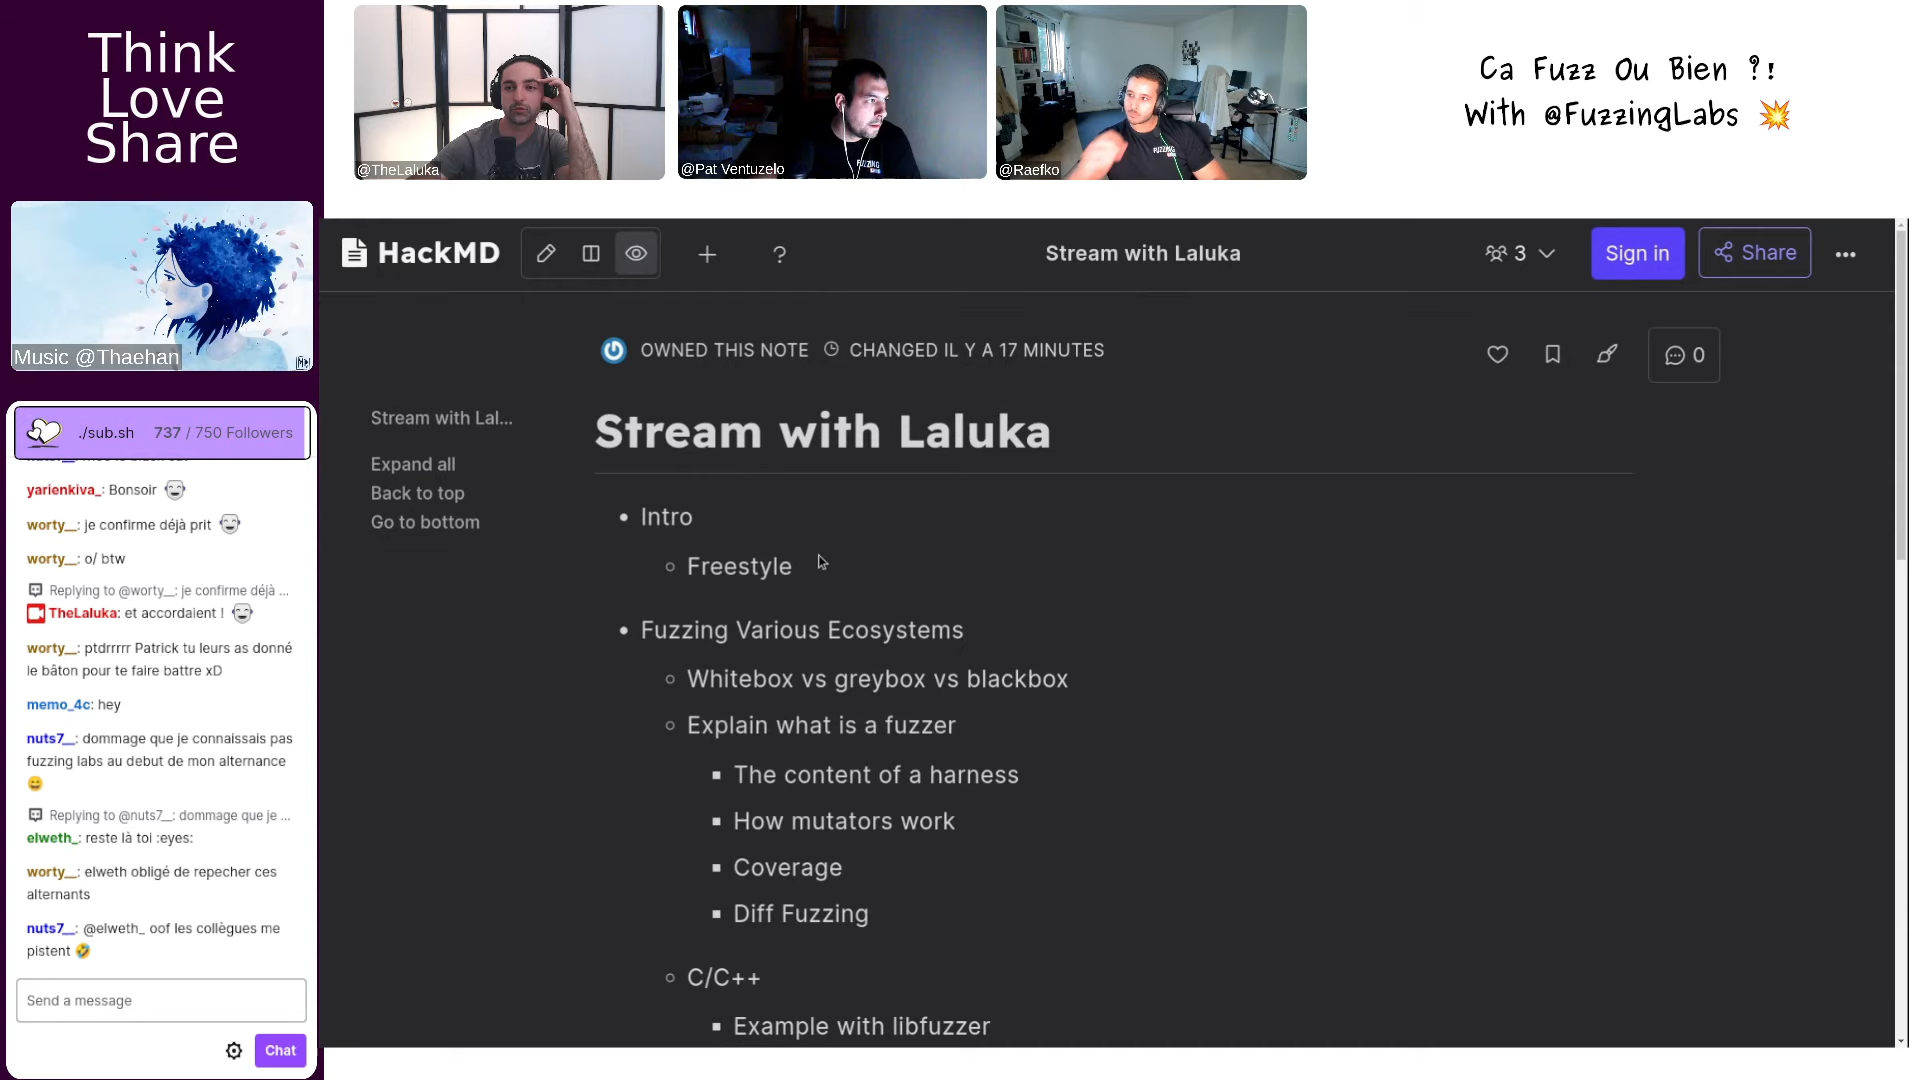 Think
Love
Share
@TheLaluka
@Pat Ventuzelo
@Raefko
Ca Fuzz Ou Bien ?!
With @FuzzingLabs 💥
Music @Thaehan
./sub.sh 737 / 750 Followers
yarienkiva_: Bonsoir
worty__: je confirme déjà prit
worty__: o/ btw
Replying to @worty__: je confirme déjà ...
TheLaluka: et accordaient !
worty__: ptdrrrrr Patrick tu leurs as donné
le bâton pour te faire battre xD
memo_4c: hey
nuts7__: dommage que je connaissais pas
fuzzing labs au debut de mon alternance
😄
Replying to @nuts7__: dommage que je ...
elweth_: reste là toi :eyes:
worty__: elweth obligé de repecher ces
alternants
nuts7__: @elweth_ oof les collègues me
pistent 🤣
Send a message
Chat
HackMD
?
Stream with Laluka
3
Sign in
Share
OWNED THIS NOTE
CHANGED IL Y A 17 MINUTES
0
Stream with Lal...
Expand all
Back to top
Go to bottom
Stream with Laluka
• Intro
◦ Freestyle
• Fuzzing Various Ecosystems
◦ Whitebox vs greybox vs blackbox
◦ Explain what is a fuzzer
▪ The content of a harness
▪ How mutators work
▪ Coverage
▪ Diff Fuzzing
◦ C/C++
▪ Example with libfuzzer
FUZZING
FUZZING